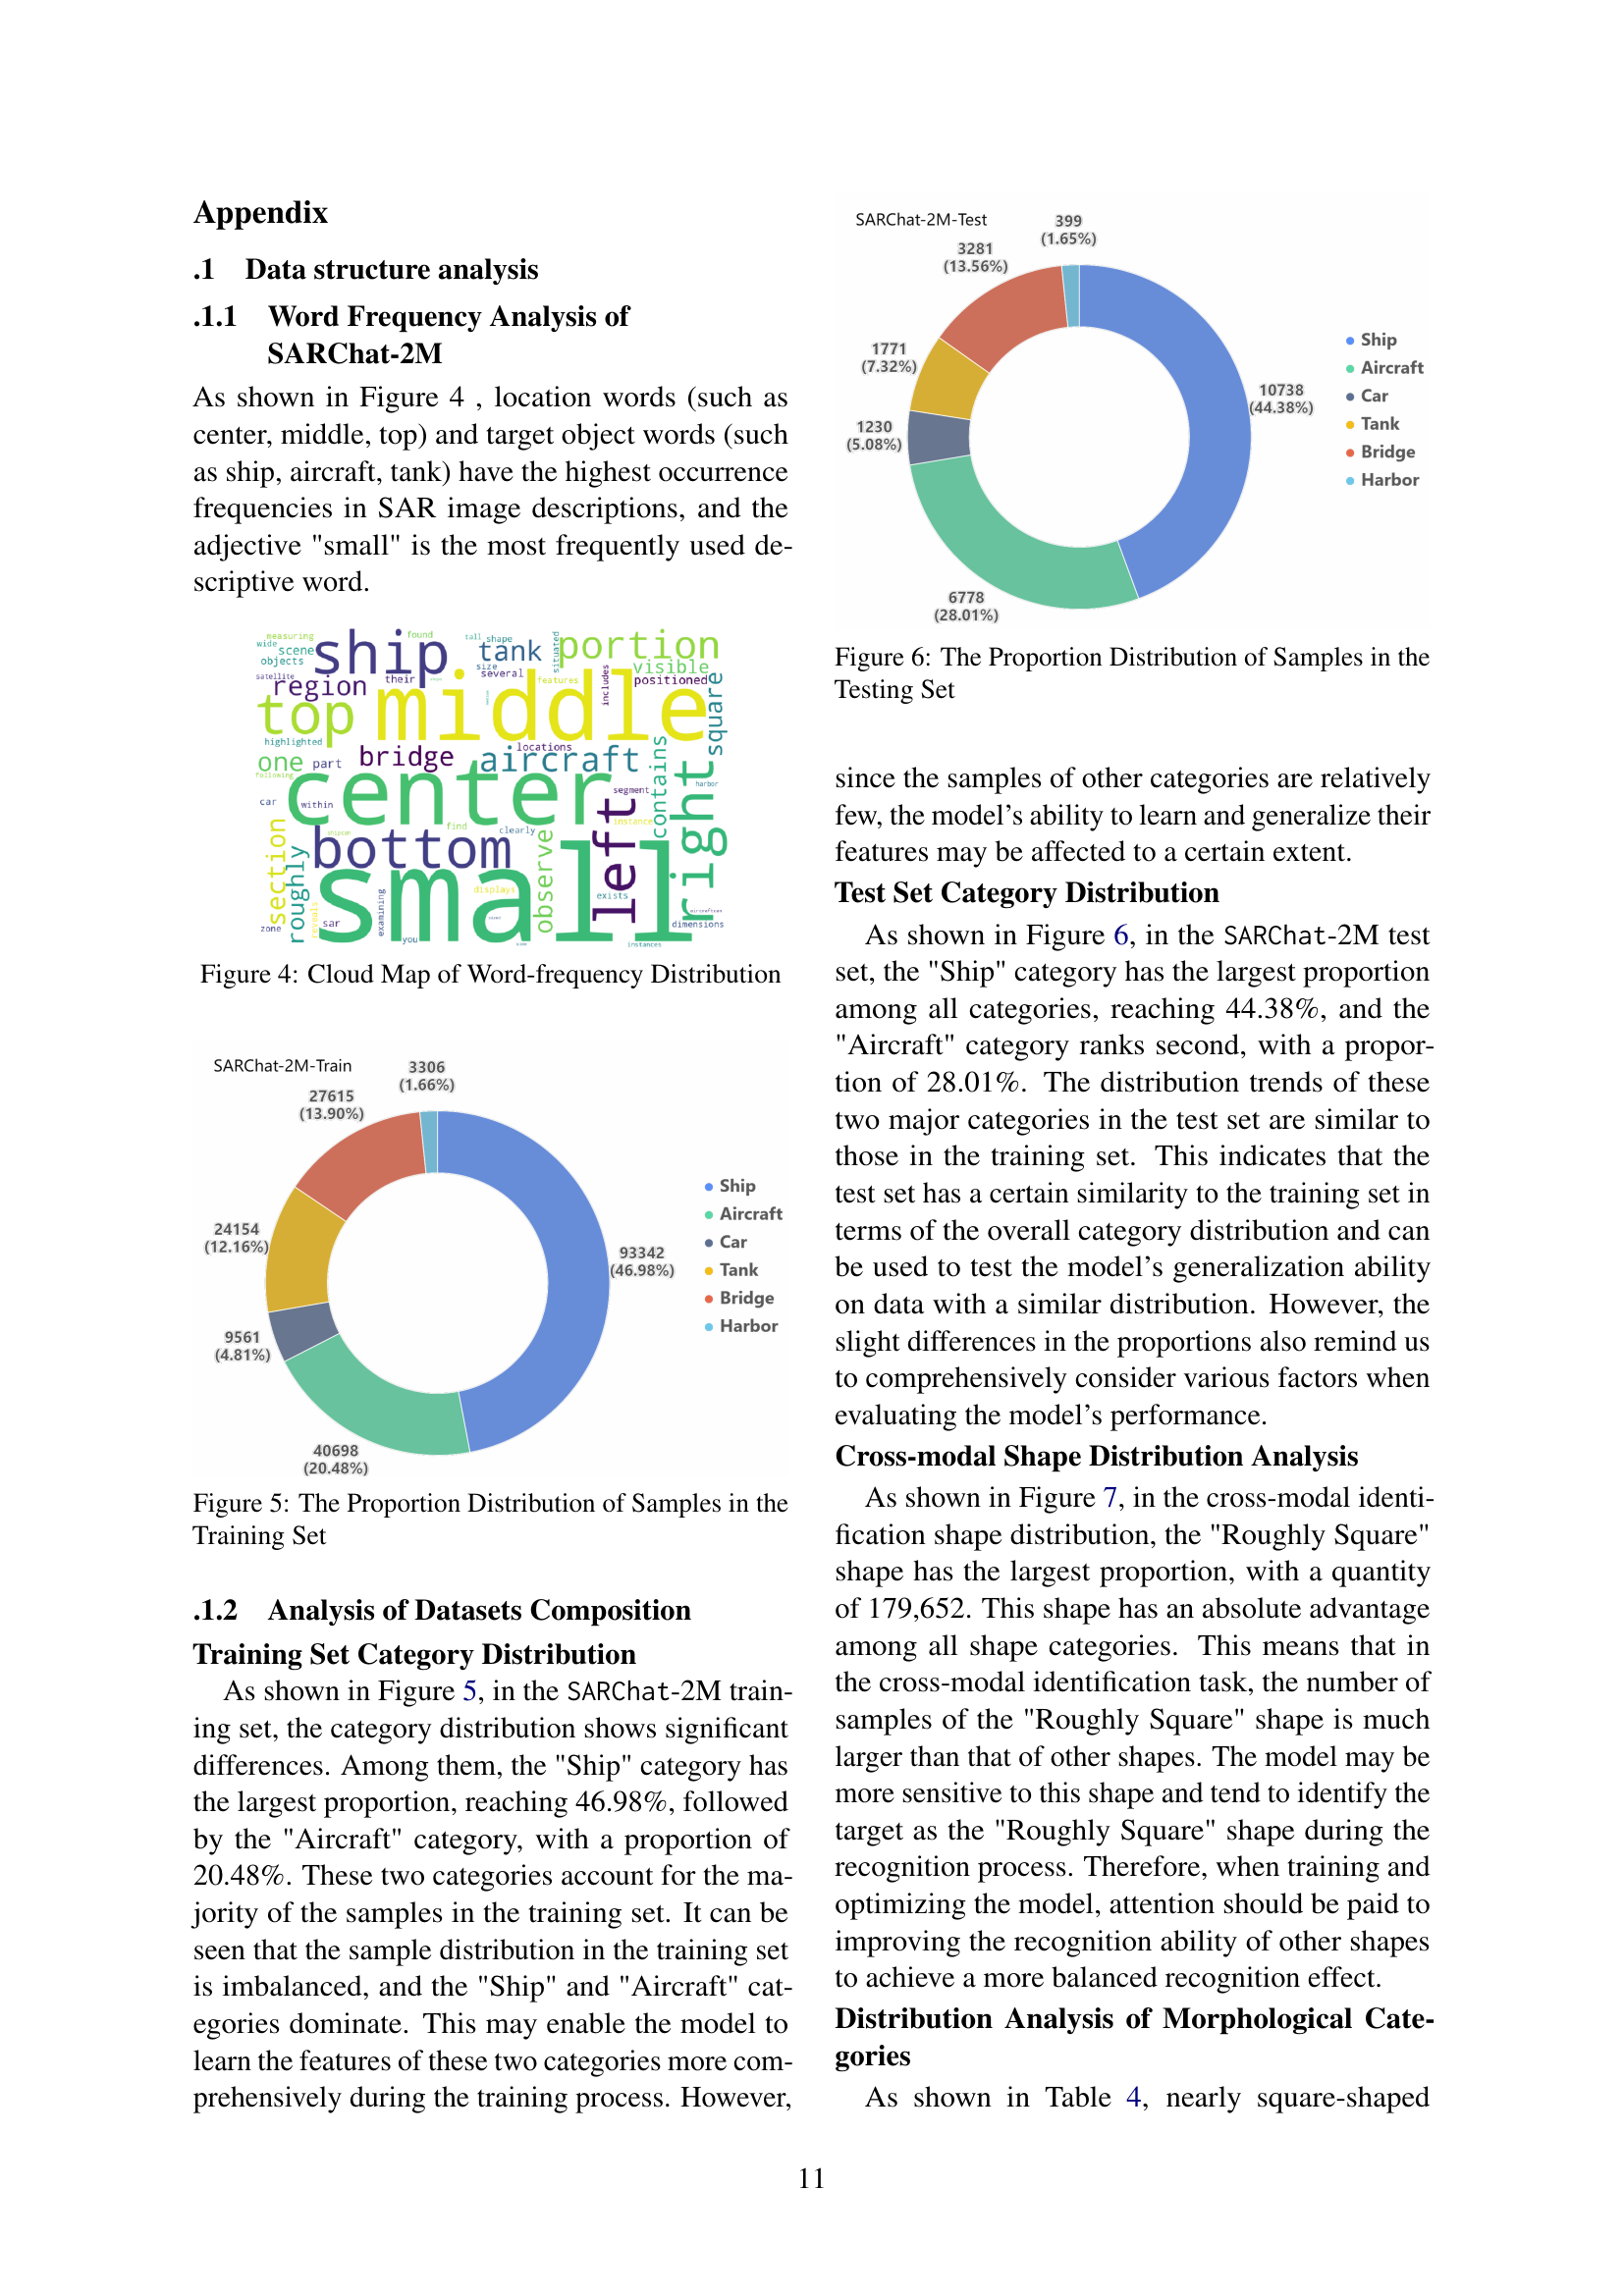 Appendix
.1 Data structure analysis
.1.1 Word Frequency Analysis of
SARChat-2M
As shown in Figure 4 , location words (such as
center, middle, top) and target object words (such
as ship, aircraft, tank) have the highest occurrence
frequencies in SAR image descriptions, and the
adjective "small" is the most frequently used de-
scriptive word.
measuring
wide
scene
objects
satellite
ship
found
tall shape
tank
size
several
situated
portion
visible
positioned
region
their
features
includes
square
top
middle
highlighted
one
part
bridge
locations
aircraft
contains
following
center
segment
harbor
car
within
instance
right
left
section
find
clearly
bottom
observe
roughly
small
displays
exists
reveals
examining
zone
sar
you
dimensions
instances
Figure 4: Cloud Map of Word-frequency Distribution
SARChat-2M-Train
3306
(1.66%)
27615
(13.90%)
24154
(12.16%)
93342
(46.98%)
9561
(4.81%)
40698
(20.48%)
Ship
Aircraft
Car
Tank
Bridge
Harbor
Figure 5: The Proportion Distribution of Samples in the
Training Set
.1.2 Analysis of Datasets Composition
Training Set Category Distribution
As shown in Figure 5, in the SARChat-2M train-
ing set, the category distribution shows significant
differences. Among them, the "Ship" category has
the largest proportion, reaching 46.98%, followed
by the "Aircraft" category, with a proportion of
20.48%. These two categories account for the ma-
jority of the samples in the training set. It can be
seen that the sample distribution in the training set
is imbalanced, and the "Ship" and "Aircraft" cat-
egories dominate. This may enable the model to
learn the features of these two categories more com-
prehensively during the training process. However,
SARChat-2M-Test
399
(1.65%)
3281
(13.56%)
1771
(7.32%)
10738
(44.38%)
1230
(5.08%)
6778
(28.01%)
Ship
Aircraft
Car
Tank
Bridge
Harbor
Figure 6: The Proportion Distribution of Samples in the
Testing Set
since the samples of other categories are relatively
few, the model's ability to learn and generalize their
features may be affected to a certain extent.
Test Set Category Distribution
As shown in Figure 6, in the SARChat-2M test
set, the "Ship" category has the largest proportion
among all categories, reaching 44.38%, and the
"Aircraft" category ranks second, with a propor-
tion of 28.01%. The distribution trends of these
two major categories in the test set are similar to
those in the training set. This indicates that the
test set has a certain similarity to the training set in
terms of the overall category distribution and can
be used to test the model's generalization ability
on data with a similar distribution. However, the
slight differences in the proportions also remind us
to comprehensively consider various factors when
evaluating the model's performance.
Cross-modal Shape Distribution Analysis
As shown in Figure 7, in the cross-modal identi-
fication shape distribution, the "Roughly Square"
shape has the largest proportion, with a quantity
of 179,652. This shape has an absolute advantage
among all shape categories. This means that in
the cross-modal identification task, the number of
samples of the "Roughly Square" shape is much
larger than that of other shapes. The model may be
more sensitive to this shape and tend to identify the
target as the "Roughly Square" shape during the
recognition process. Therefore, when training and
optimizing the model, attention should be paid to
improving the recognition ability of other shapes
to achieve a more balanced recognition effect.
Distribution Analysis of Morphological Cate-
gories
As shown in Table 4, nearly square-shaped
11